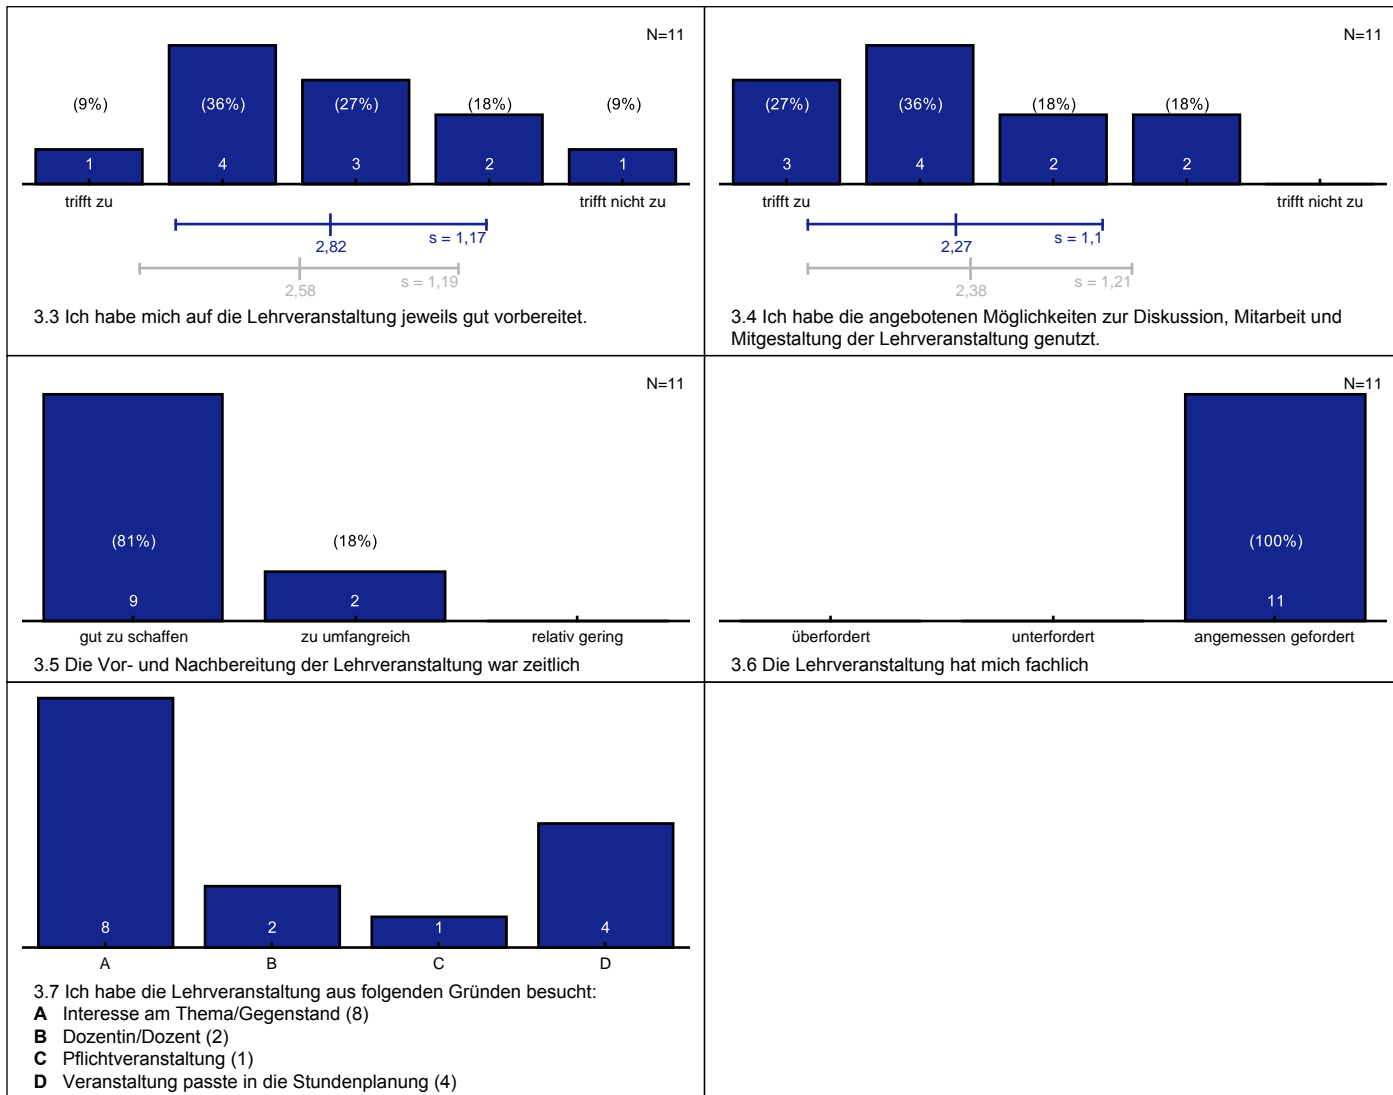 N=11
(9%)
(36%)
(27%)
(18%)
(9%)
1
4
3
2
1
trifft zu
trifft nicht zu
2,82
s = 1,17
2,58
s = 1,19
3.3 Ich habe mich auf die Lehrveranstaltung jeweils gut vorbereitet.
N=11
(27%)
(36%)
(18%)
(18%)
3
4
2
2
trifft zu
trifft nicht zu
2,27
s = 1,1
2,38
s = 1,21
3.4 Ich habe die angebotenen Möglichkeiten zur Diskussion, Mitarbeit und
Mitgestaltung der Lehrveranstaltung genutzt.
N=11
(81%)
(18%)
9
2
gut zu schaffen
zu umfangreich
relativ gering
3.5 Die Vor- und Nachbereitung der Lehrveranstaltung war zeitlich
N=11
(100%)
11
überfordert
unterfordert
angemessen gefordert
3.6 Die Lehrveranstaltung hat mich fachlich
8
2
1
4
A
B
C
D
3.7 Ich habe die Lehrveranstaltung aus folgenden Gründen besucht:
A Interesse am Thema/Gegenstand (8)
B Dozentin/Dozent (2)
C Pflichtveranstaltung (1)
D Veranstaltung passte in die Stundenplanung (4)